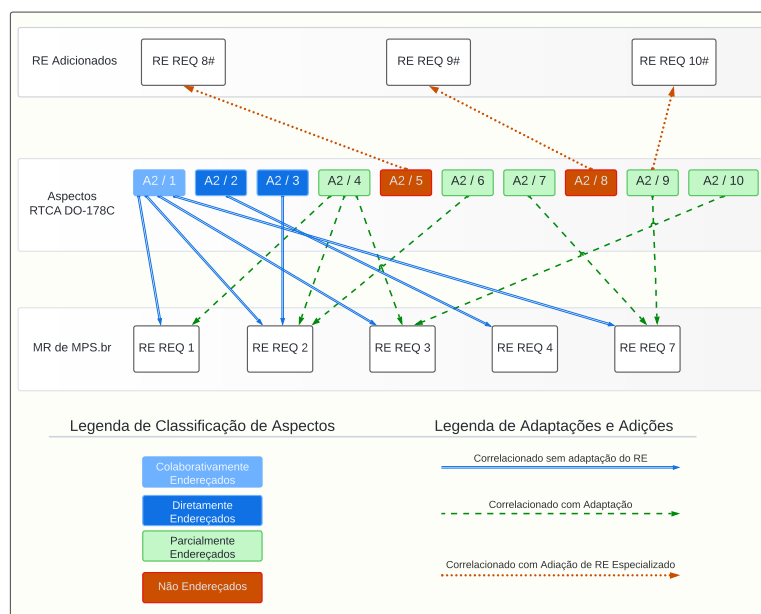 RE Adicionados
RE REQ 8#
RE REQ 9#
RE REQ 10#
Aspectos
RTCA DO-178C
A2 / 1
A2 / 2
A2 / 3
A2 / 4
A2 / 5
A2 / 6
A2 / 7
A2 / 8
A2 / 9
A2 / 10
MR de MPS.br
RE REQ 1
RE REQ 2
RE REQ 3
RE REQ 4
RE REQ 7
Legenda de Classificação de Aspectos
Colaborativamente
Endereçados
Diretamente
Endereçados
Parcialmente
Endereçados
Não Endereçados
Legenda de Adaptações e Adições
Correlacionado sem adaptação do RE
Correlacionado com Adaptação
Correlacionado com Adiação de RE Especializado